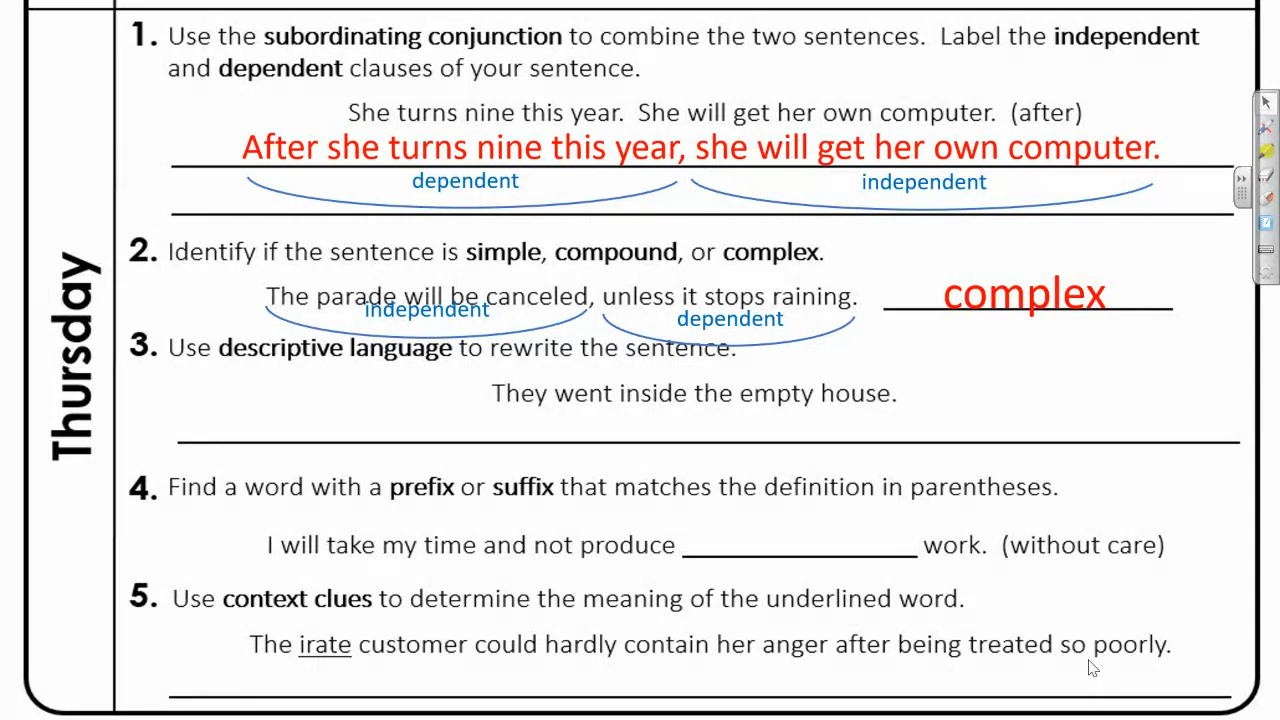 Thursday
1. Use the subordinating conjunction to combine the two sentences.  Label the independent
and dependent clauses of your sentence.
She turns nine this year.  She will get her own computer.  (after)
After she turns nine this year, she will get her own computer.
dependent independent
2. Identify if the sentence is simple, compound, or complex.
The parade will be canceled, unless it stops raining. complex
independent dependent
3. Use descriptive language to rewrite the sentence.
They went inside the empty house.
4. Find a word with a prefix or suffix that matches the definition in parentheses.
I will take my time and not produce ______________ work.  (without care)
5. Use context clues to determine the meaning of the underlined word.
The irate customer could hardly contain her anger after being treated so poorly.